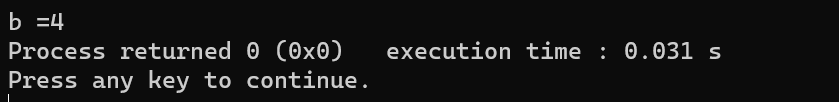 b =4
Process returned 0 (0x0)   execution time : 0.031 s
Press any key to continue.